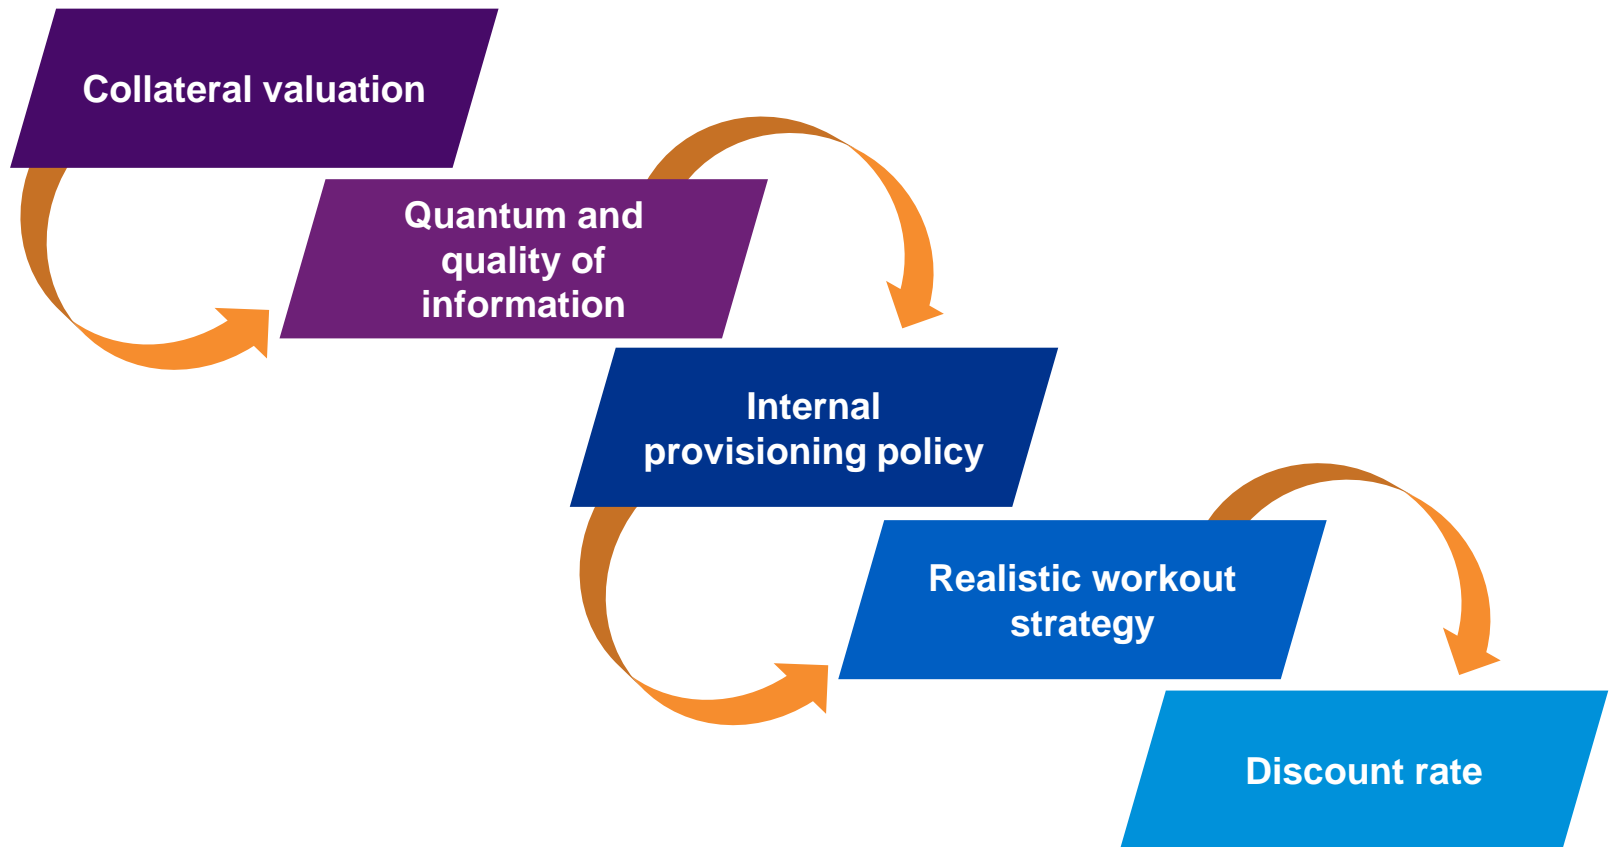 Collateral valuation
Quantum and
quality of
information
Internal
provisioning policy
Realistic workout
strategy
Discount rate